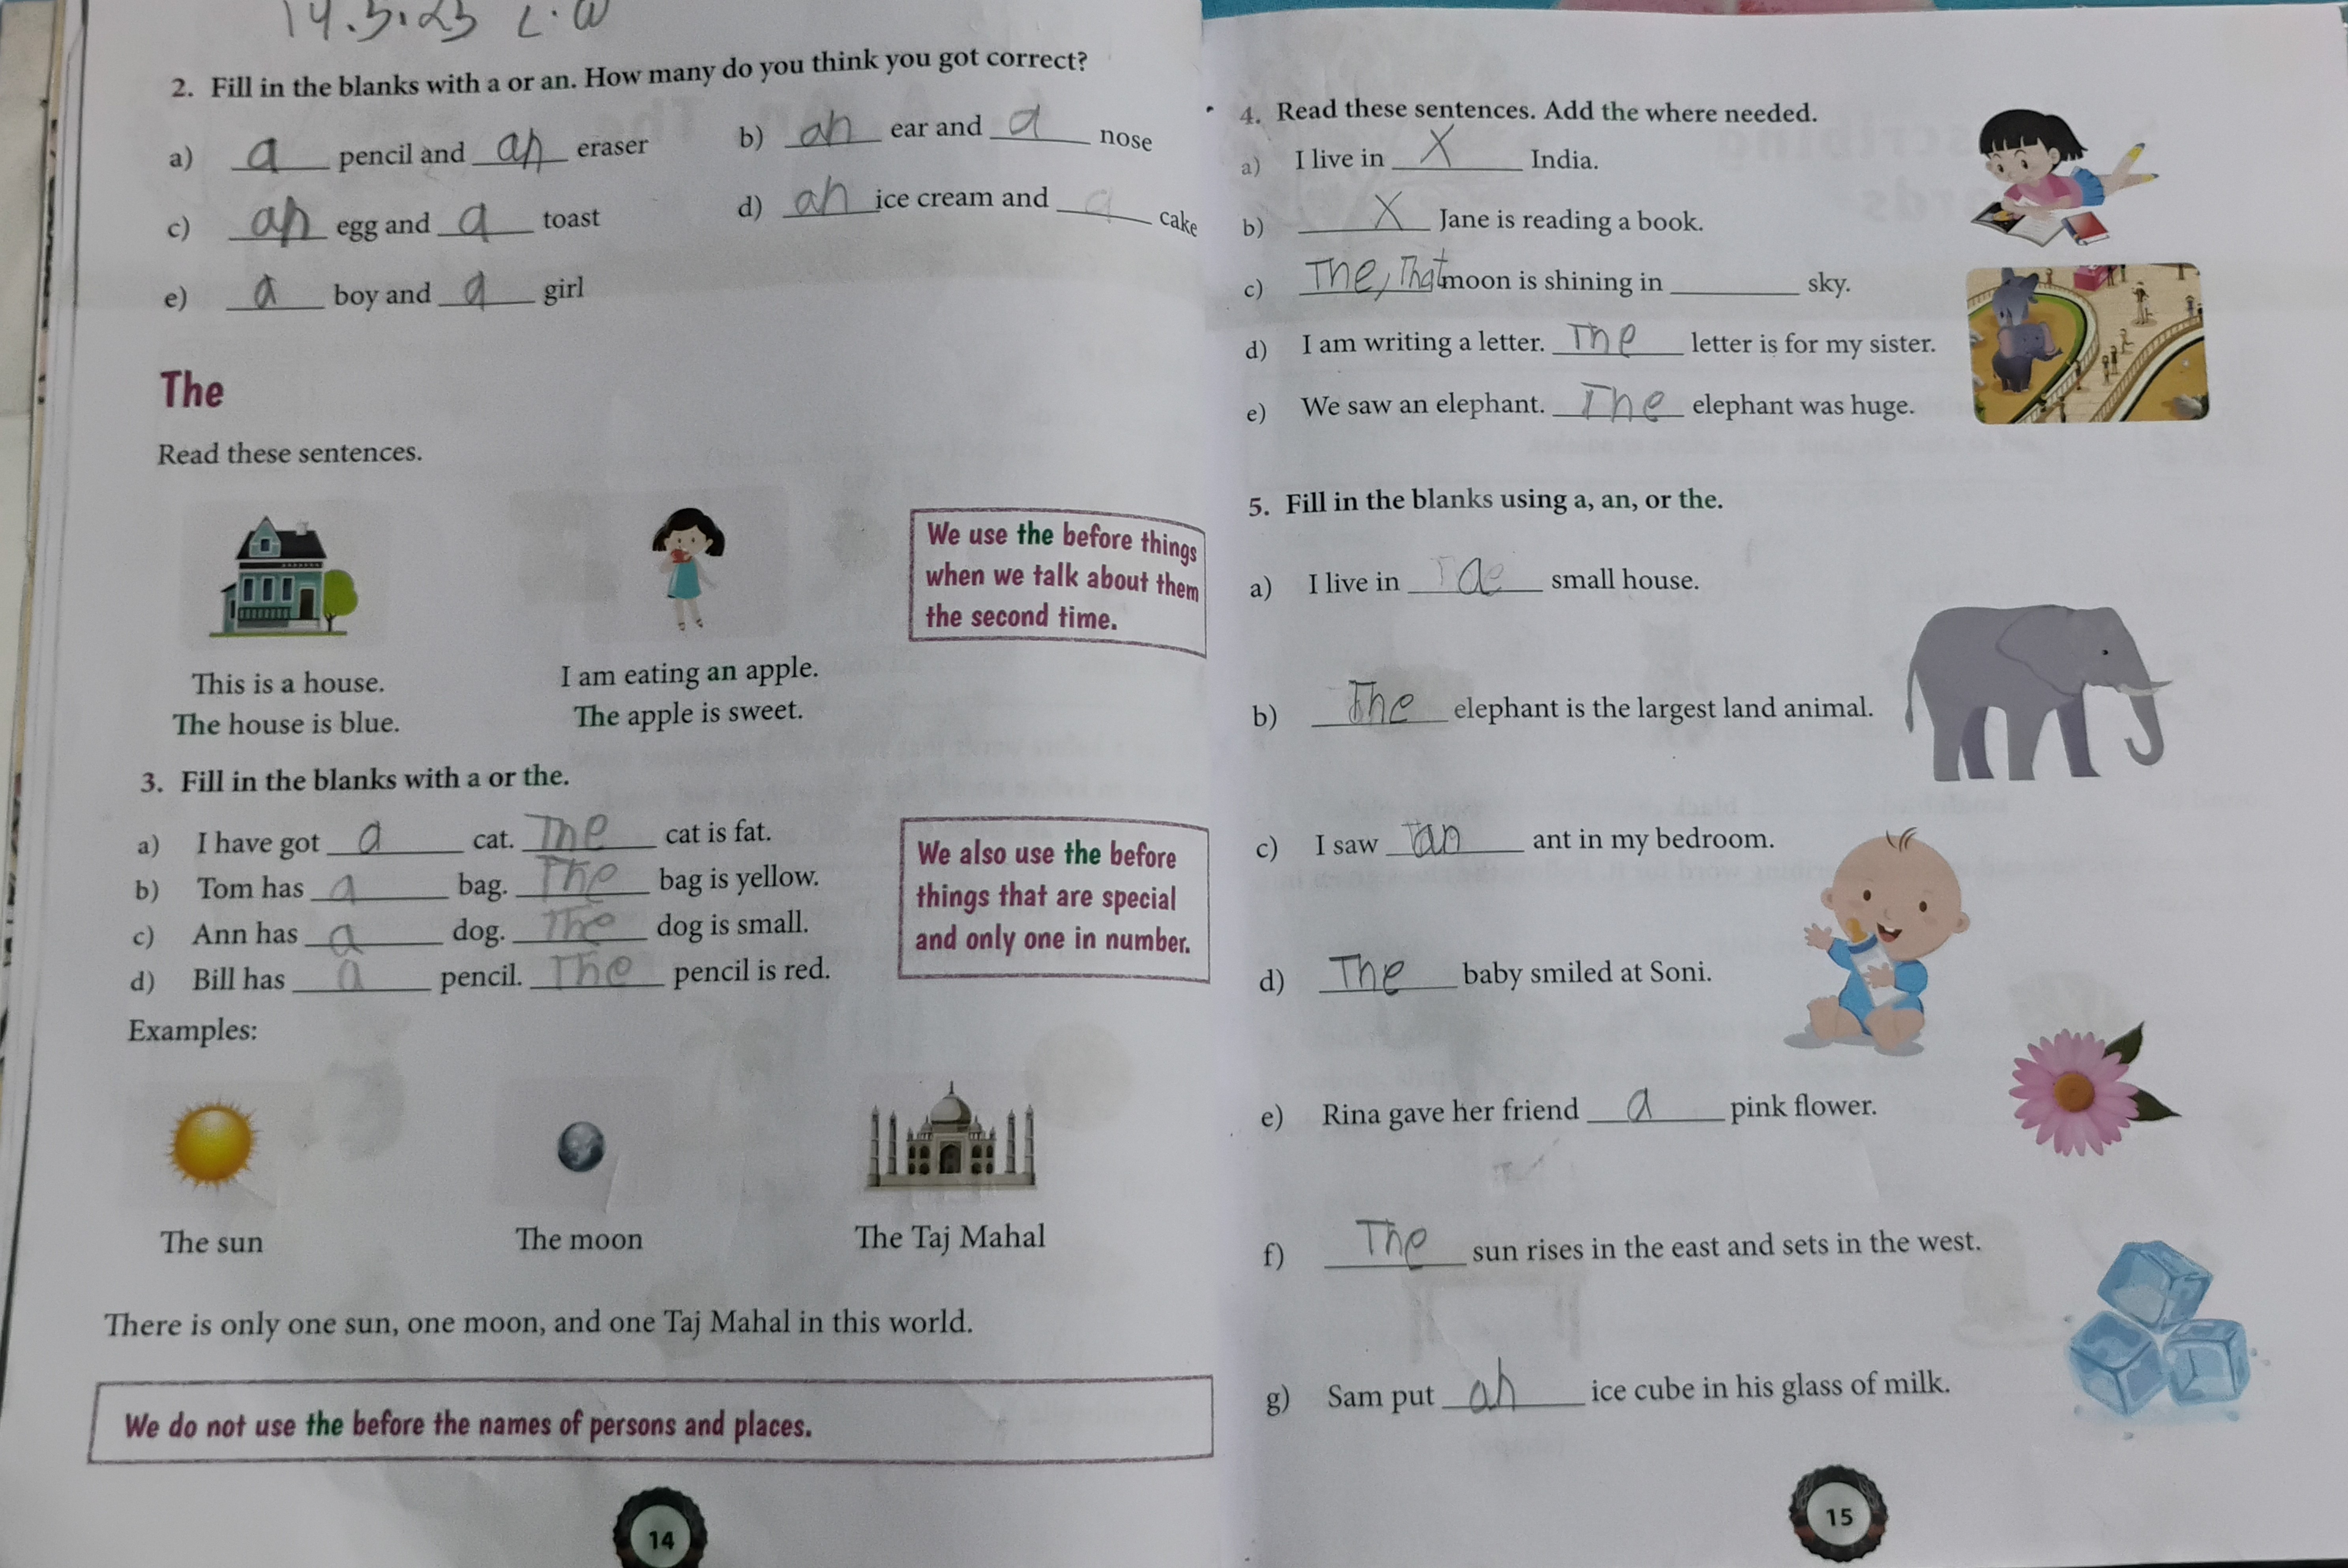 14.3.23 C.W
2. Fill in the blanks with a or an. How many do you think you got correct?
a) a pencil and an eraser
b) an ear and a nose
c) an egg and a toast
d) an ice cream and a cake
e) a boy and a girl
The
Read these sentences.
This is a house.
The house is blue.
I am eating an apple.
The apple is sweet.
We use the before things
when we talk about them
the second time.
3. Fill in the blanks with a or the.
a) I have got a cat. The cat is fat.
b) Tom has a bag. The bag is yellow.
c) Ann has a dog. The dog is small.
d) Bill has a pencil. The pencil is red.
We also use the before
things that are special
and only one in number.
Examples:
The sun
The moon
The Taj Mahal
There is only one sun, one moon, and one Taj Mahal in this world.
We do not use the before the names of persons and places.
14
4. Read these sentences. Add the where needed.
a) I live in X India.
b) X Jane is reading a book.
c) The, That moon is shining in ______ sky.
d) I am writing a letter. The letter is for my sister.
e) We saw an elephant. The elephant was huge.
5. Fill in the blanks using a, an, or the.
a) I live in a small house.
b) The elephant is the largest land animal.
c) I saw an ant in my bedroom.
d) The baby smiled at Soni.
e) Rina gave her friend a pink flower.
f) The sun rises in the east and sets in the west.
g) Sam put an ice cube in his glass of milk.
15